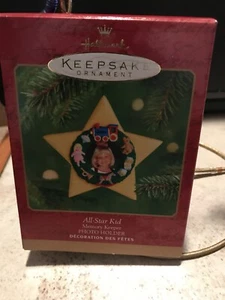 Hallmark
KEEPSAKE
ORNAMENT
All-Star Kid
Memory Keeper
PHOTO HOLDER
DÉCORATION DES FÊTES